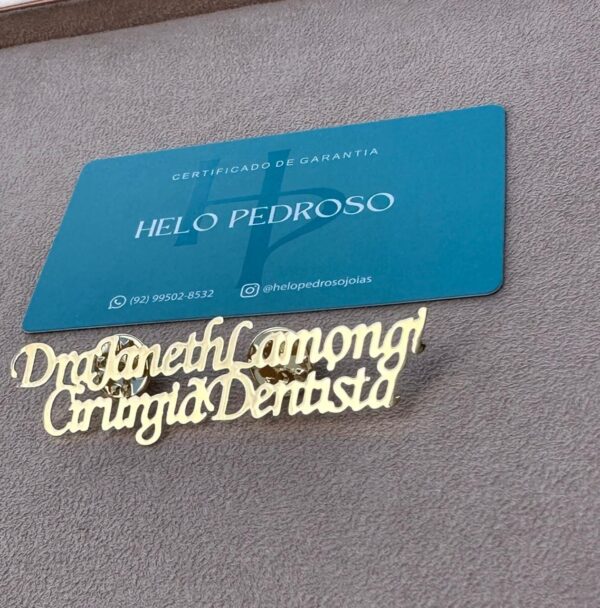 CERTIFICADO DE GARANTIA
HELO PEDROSO
(92) 99502-8532
@helopedrosojoias
Dra Janeth Lamongi
Cirurgiã Dentista